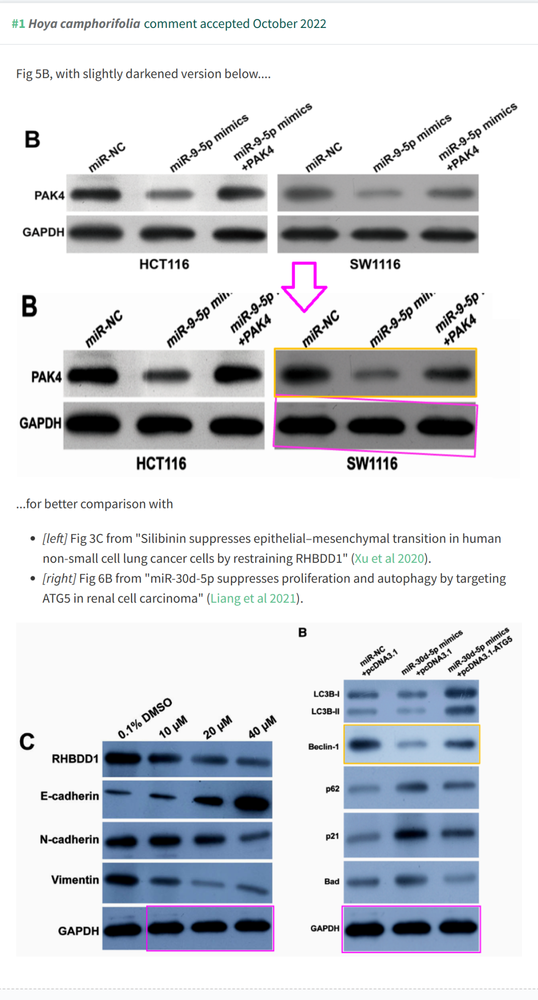 #1 Hoya camphorifolia comment accepted October 2022
Fig 5B, with slightly darkened version below....
B
miR-NC
miR-9-5p mimics
miR-9-5p mimics
+PAK4
miR-NC
miR-9-5p mimics
miR-9-5p mimics
+PAK4
PAK4
GAPDH
HCT116
SW1116
B
miR-NC
miR-9-5p
miR-9-5p
+PAK4
miR-NC
miR-9-5p
miR-9-5p
+PAK4
PAK4
GAPDH
HCT116
SW1116
...for better comparison with
• [left] Fig 3C from "Silibinin suppresses epithelial–mesenchymal transition in human
non-small cell lung cancer cells by restraining RHBDD1" (Xu et al 2020).
• [right] Fig 6B from "miR-30d-5p suppresses proliferation and autophagy by targeting
ATG5 in renal cell carcinoma" (Liang et al 2021).
C
0.1% DMSO
10 µM
20 µM
40 µM
RHBDD1
E-cadherin
N-cadherin
Vimentin
GAPDH
B
miR-NC
+pcDNA3.1
miR-30d-5p mimics
+pcDNA3.1
miR-30d-5p mimics
+pcDNA3.1-ATG5
LC3B-I
LC3B-II
Beclin-1
p62
p21
Bad
GAPDH